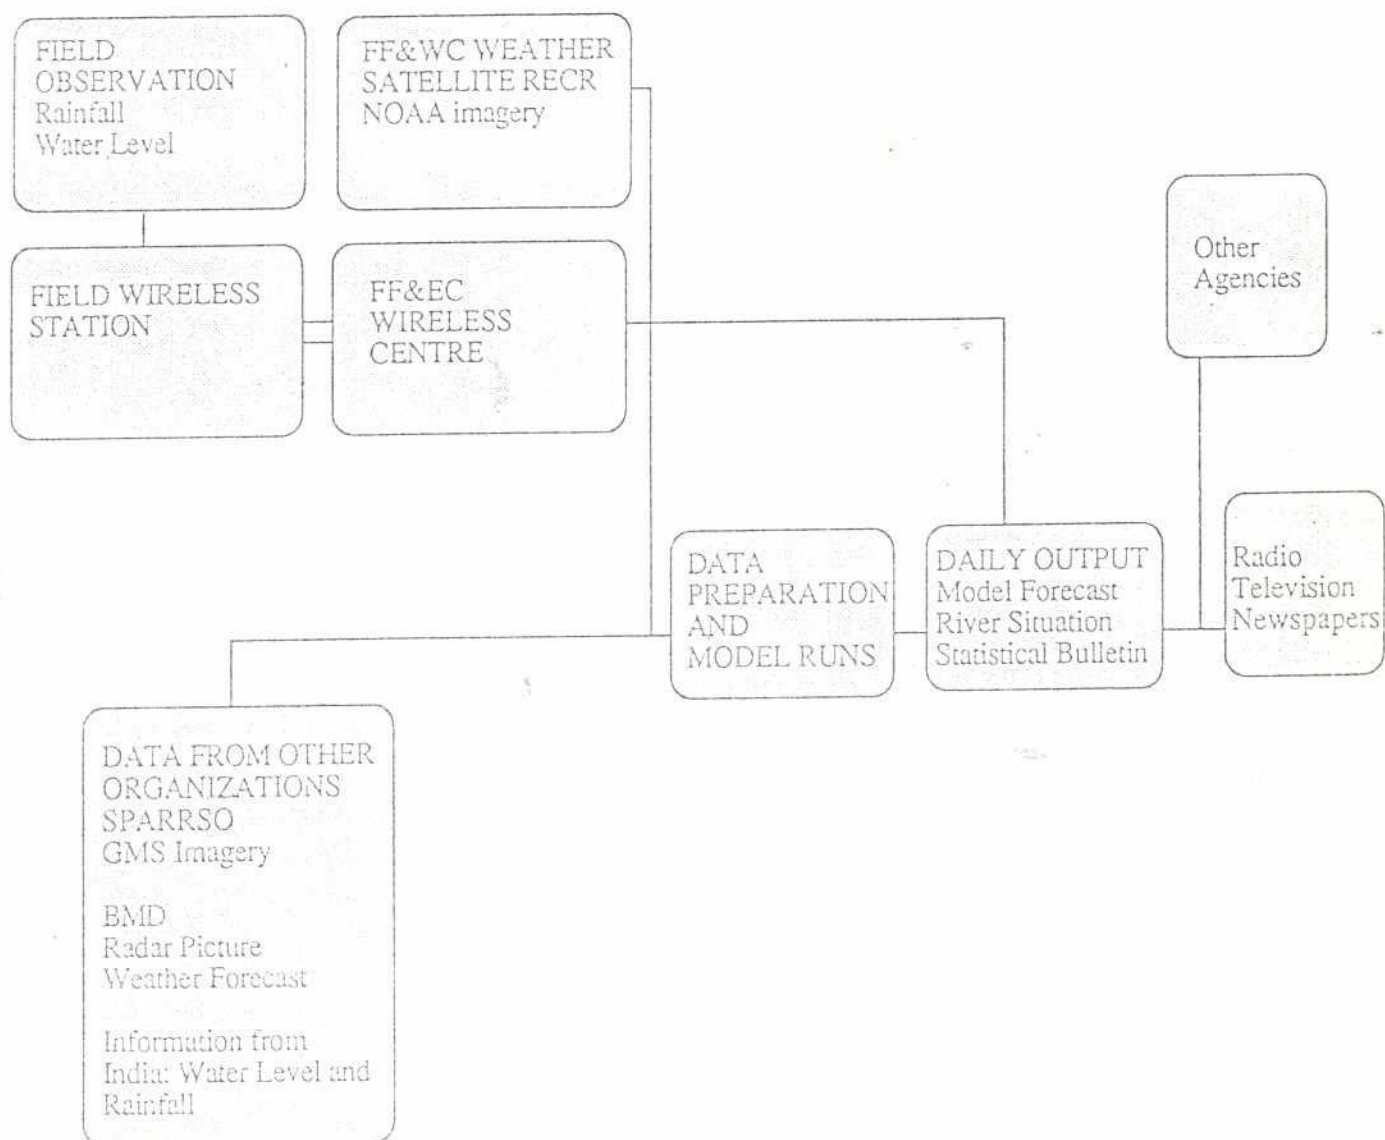 FIELD
OBSERVATION
Rainfall
Water Level
FF&WC WEATHER
SATELLITE RECR
NOAA imagery
FIELD WIRELESS
STATION
FF&EC
WIRELESS
CENTRE
Other
Agencies
DATA
PREPARATION
AND
MODEL RUNS
DAILY OUTPUT
Model Forecast
River Situation
Statistical Bulletin
Radio
Television
Newspapers
DATA FROM OTHER
ORGANIZATIONS
SPARRSO
GMS Imagery
BMD
Radar Picture
Weather Forecast
Information from
India: Water Level and
Rainfall